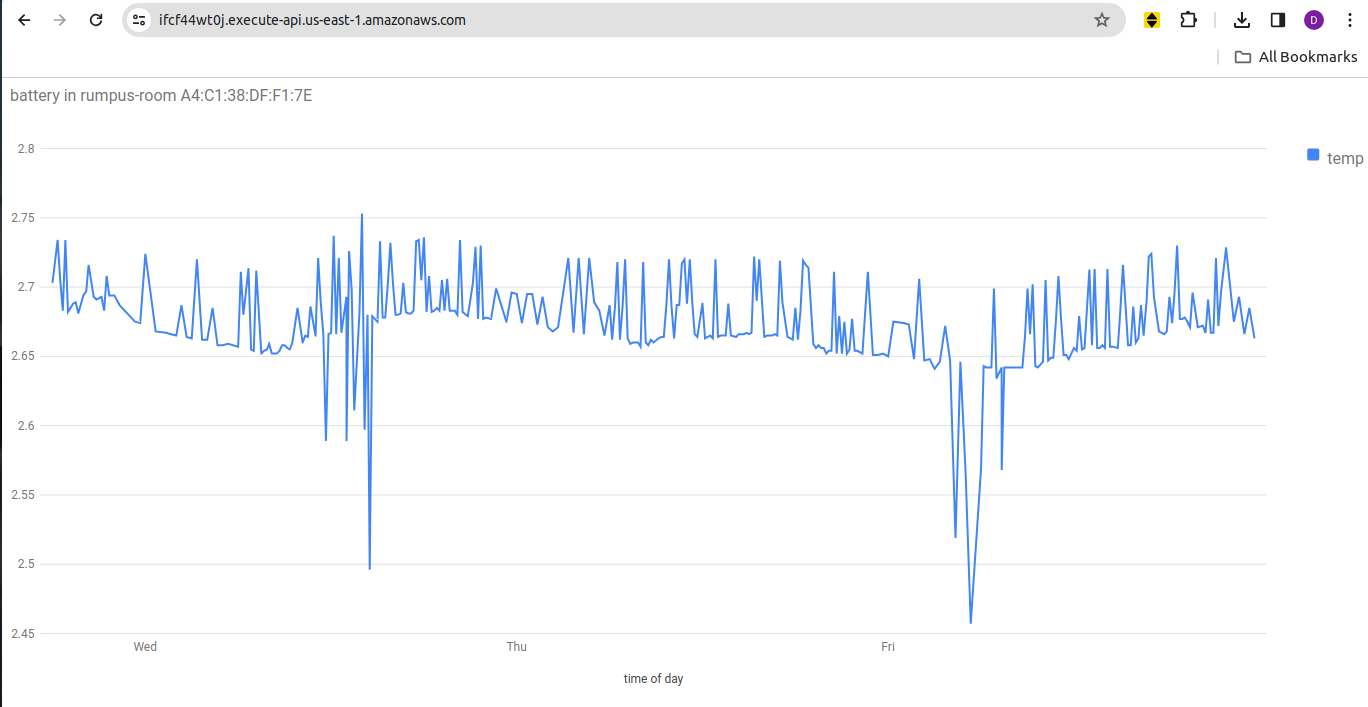 ifcf44wt0j.execute-api.us-east-1.amazonaws.com
D
All Bookmarks
battery in rumpus-room A4:C1:38:DF:F1:7E
2.8
temp
2.75
2.7
2.65
2.6
2.55
2.5
2.45
Wed Thu Fri
time of day